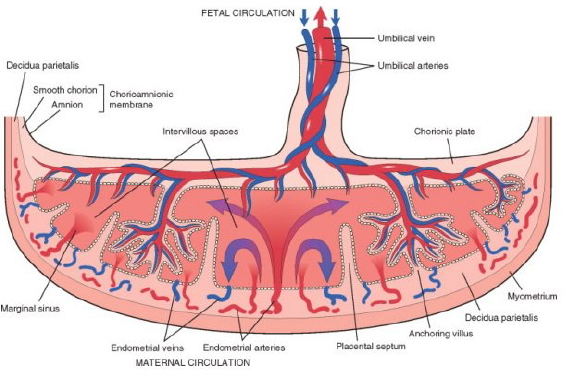 FETAL CIRCULATION
Umbilical vein
Umbilical arteries
Decidua parietalis
Smooth chorion
Amnion
Chorioamnionic
membrane
Intervillous spaces
Chorionic plate
Marginal sinus
Myometrium
Decidua parietalis
Anchoring villus
Placental septum
Endometrial veins
Endometrial arteries
MATERNAL CIRCULATION